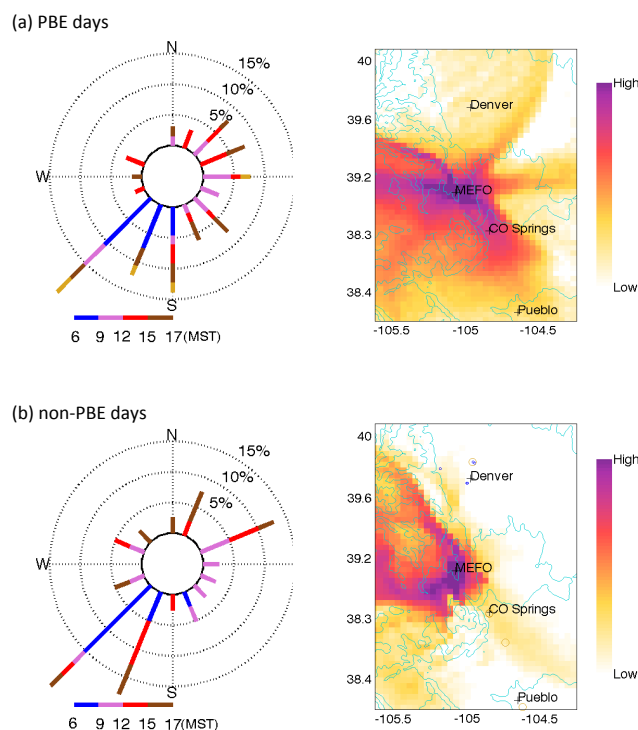 (a) PBE days
N
15%
10%
5%
W
S
6 9 12 15 17(MST)
40
39.6
39.2
38.3
38.4
-105.5 -105 -104.5
Denver
MEFO
CO Springs
Pueblo
High
Low
(b) non-PBE days
N
15%
10%
5%
W
S
6 9 12 15 17(MST)
40
39.6
39.2
38.3
38.4
-105.5 -105 -104.5
Denver
MEFO
CO Springs
Pueblo
High
Low